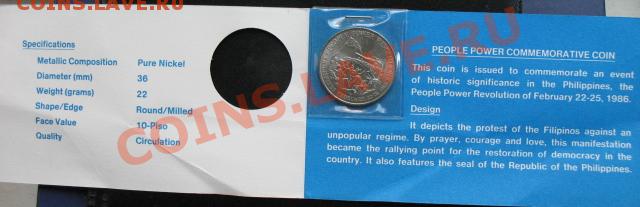 COINS.LAVE.RU
Specifications
Metallic Composition Pure Nickel
Diameter (mm) 36
Weight (grams) 22
Shape/Edge Round/Milled
Face Value 10-Piso
Quality Circulation
PEOPLE POWER
PEOPLE POWER COMMEMORATIVE COIN
This coin is issued to commemorate an event
of historic significance in the Philippines, the
People Power Revolution of February 22-25, 1986.
Design
It depicts the protest of the Filipinos against an
unpopular regime. By prayer, courage and love, this manifestation
became the rallying point for the restoration of democracy in the
country. It also features the seal of the Republic of the Philippines.
COINS.LAVE.RU
COINS.LAVE.RU